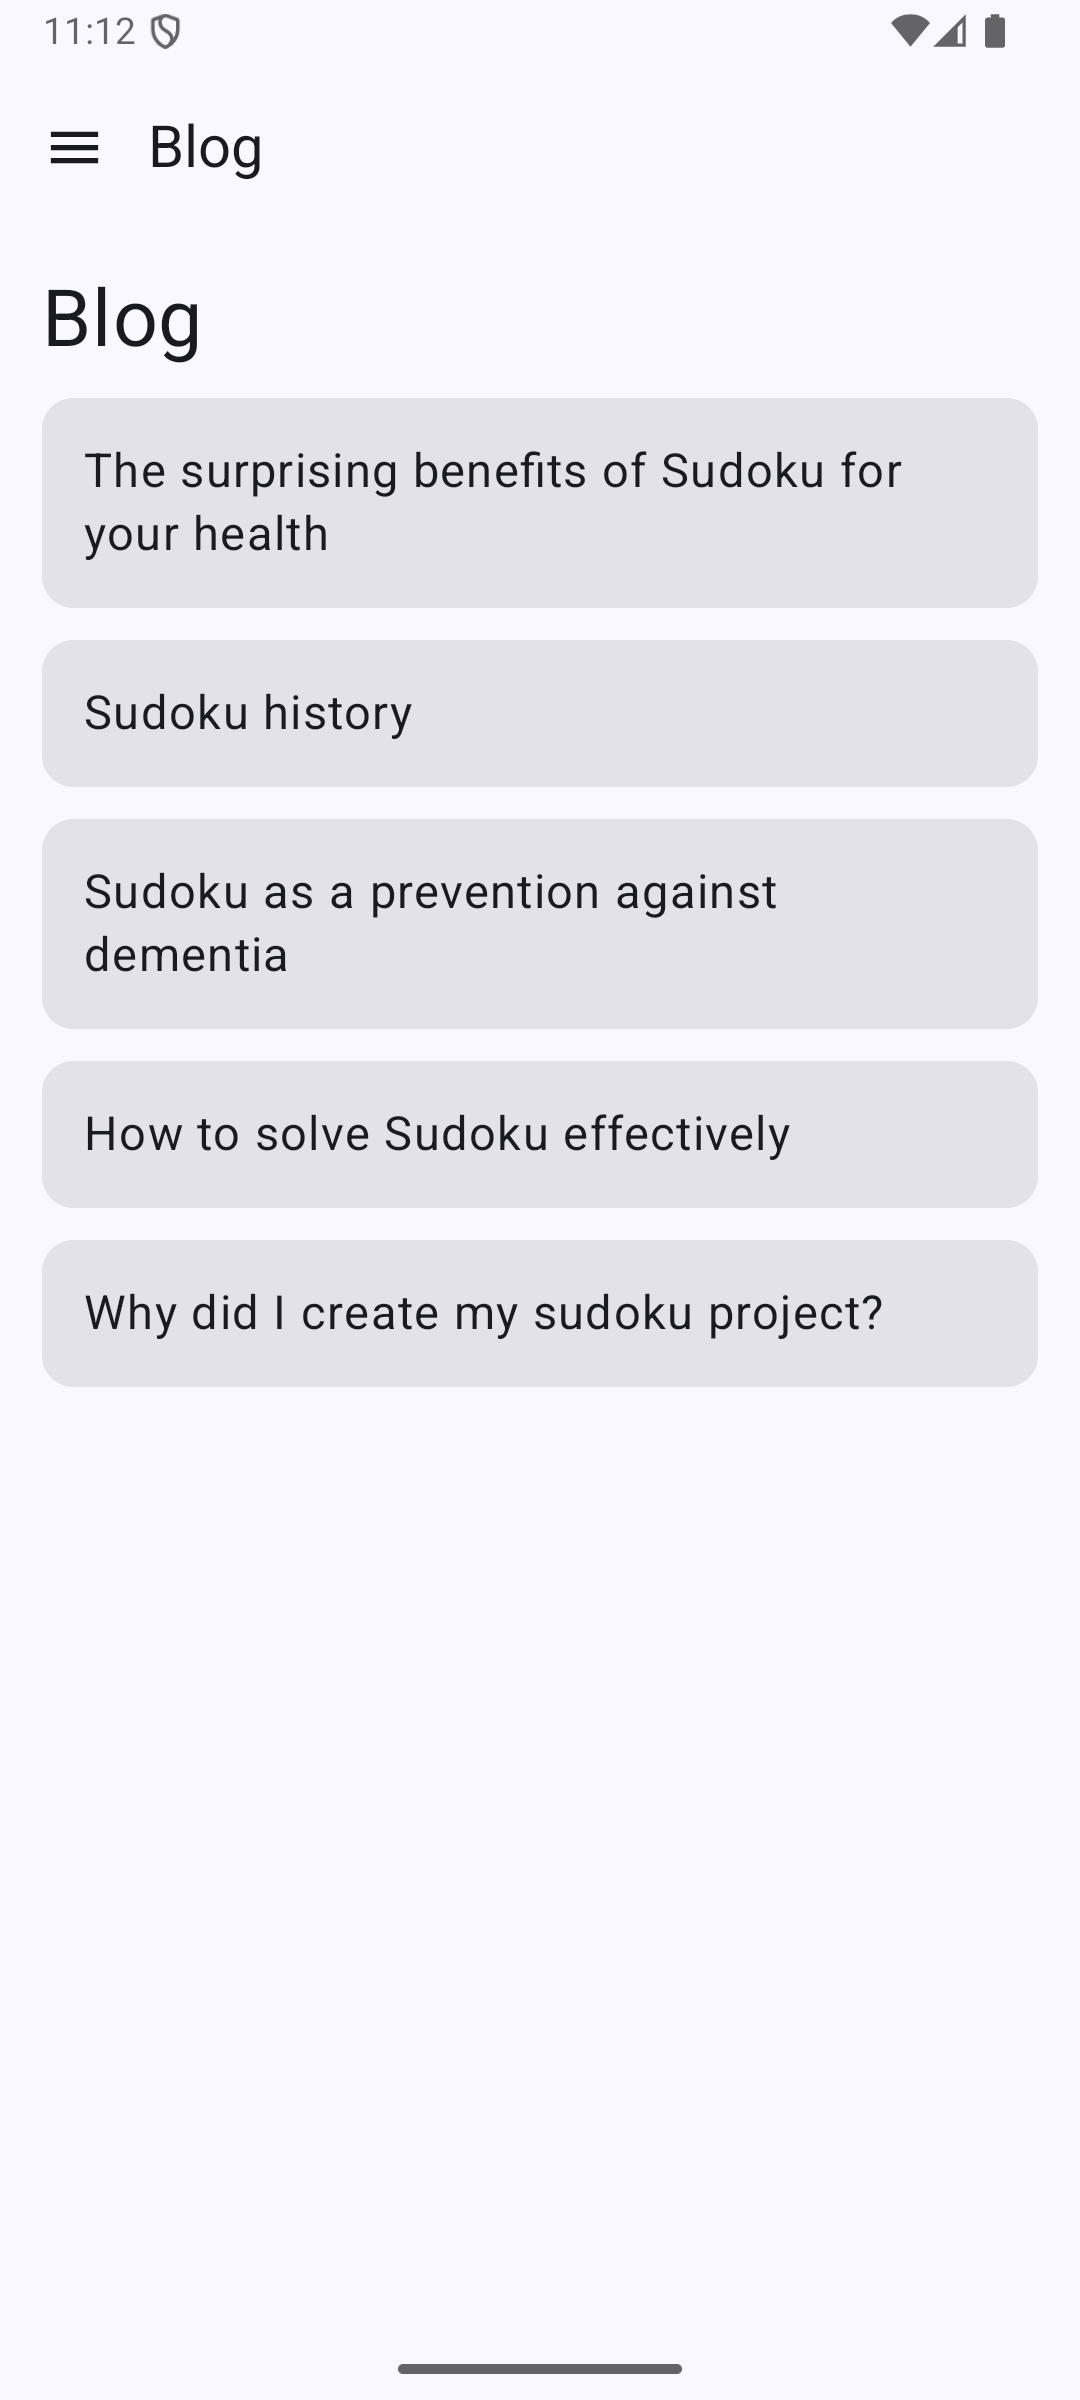 11:12
Blog
Blog
The surprising benefits of Sudoku for
your health
Sudoku history
Sudoku as a prevention against
dementia
How to solve Sudoku effectively
Why did I create my sudoku project?